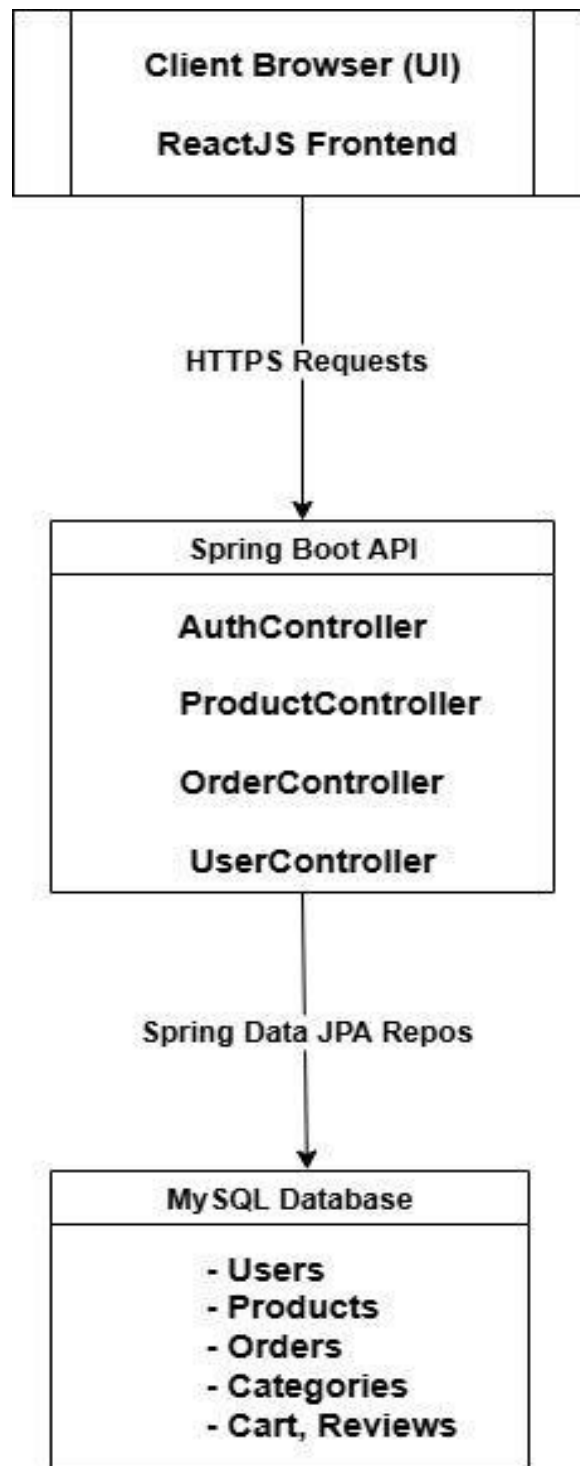 Client Browser (UI)
ReactJS Frontend
HTTPS Requests
Spring Boot API
AuthController
ProductController
OrderController
UserController
Spring Data JPA Repos
MySQL Database
- Users
- Products
- Orders
- Categories
- Cart, Reviews